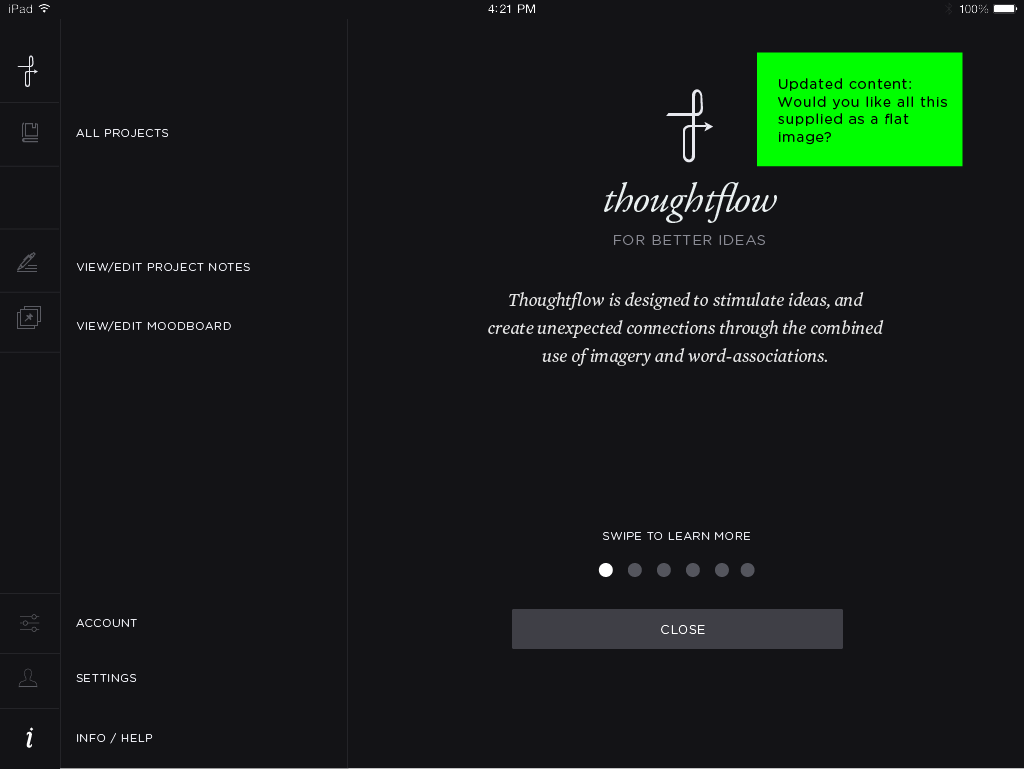 iPad
4:21 PM
100%
ALL PROJECTS
VIEW/EDIT PROJECT NOTES
VIEW/EDIT MOODBOARD
ACCOUNT
SETTINGS
i
INFO / HELP
Updated content:
Would you like all this
supplied as a flat
image?
thoughtflow
FOR BETTER IDEAS
Thoughtflow is designed to stimulate ideas, and
create unexpected connections through the combined
use of imagery and word-associations.
SWIPE TO LEARN MORE
CLOSE